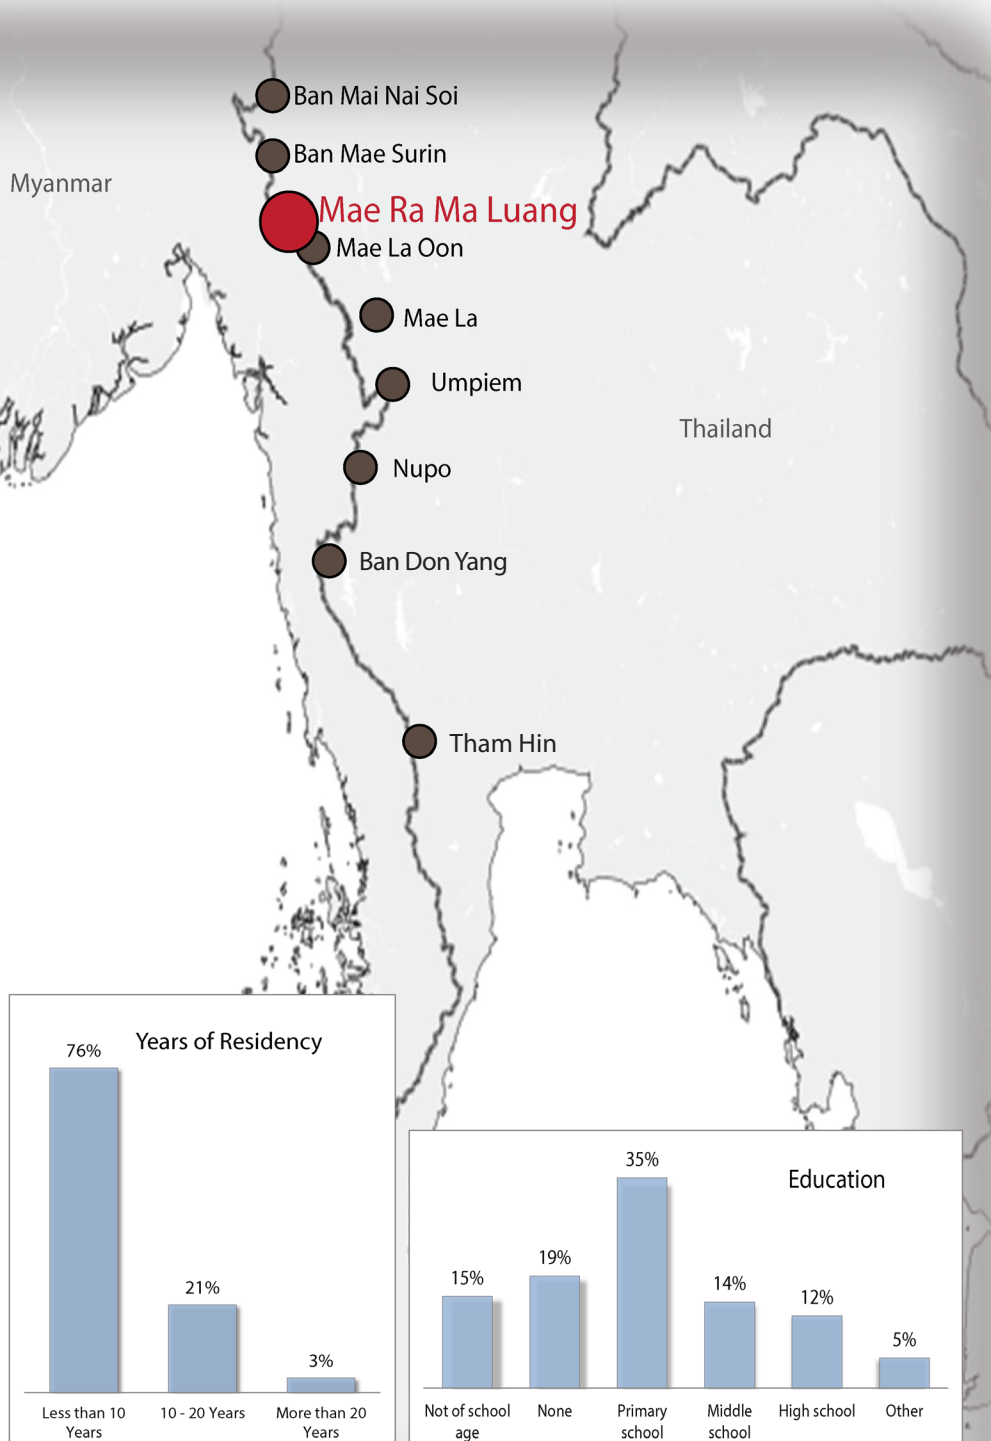 Ban Mai Nai Soi
Ban Mae Surin
Myanmar
Mae Ra Ma Luang
Mae La Oon
Mae La
Umpiem
Thailand
Nupo
Ban Don Yang
Tham Hin
Years of Residency
76%
21%
3%
Less than 10
Years
10 - 20 Years
More than 20
Years
Education
35%
19%
15%
14%
12%
5%
Not of school
age
None
Primary
school
Middle
school
High school
Other